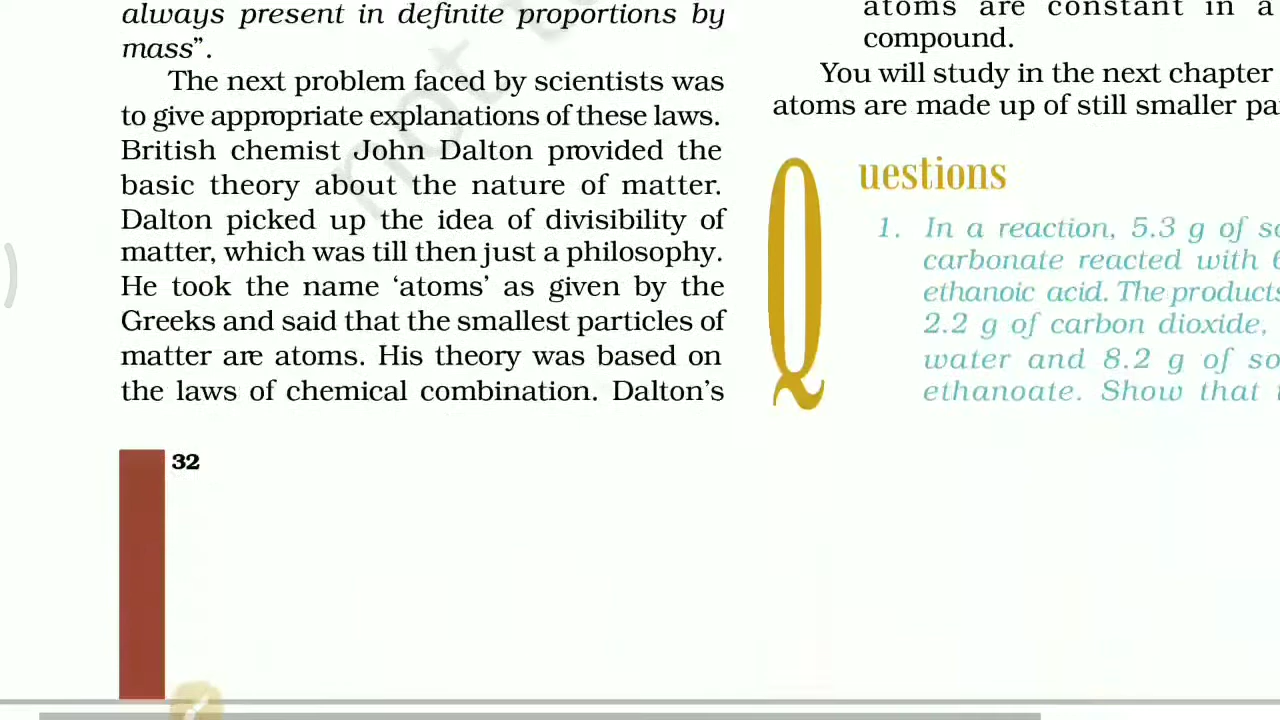 always present in definite proportions by
mass”.
The next problem faced by scientists was
to give appropriate explanations of these laws.
British chemist John Dalton provided the
basic theory about the nature of matter.
Dalton picked up the idea of divisibility of
matter, which was till then just a philosophy.
He took the name ‘atoms’ as given by the
Greeks and said that the smallest particles of
matter are atoms. His theory was based on
the laws of chemical combination. Dalton’s
32
atoms are constant in a
compound.
You will study in the next chapter
atoms are made up of still smaller
Questions
1. In a reaction, 5.3 g of
carbonate reacted with
ethanoic acid. The products
2.2 g of carbon dioxide,
water and 8.2 g of
ethanoate. Show that
not